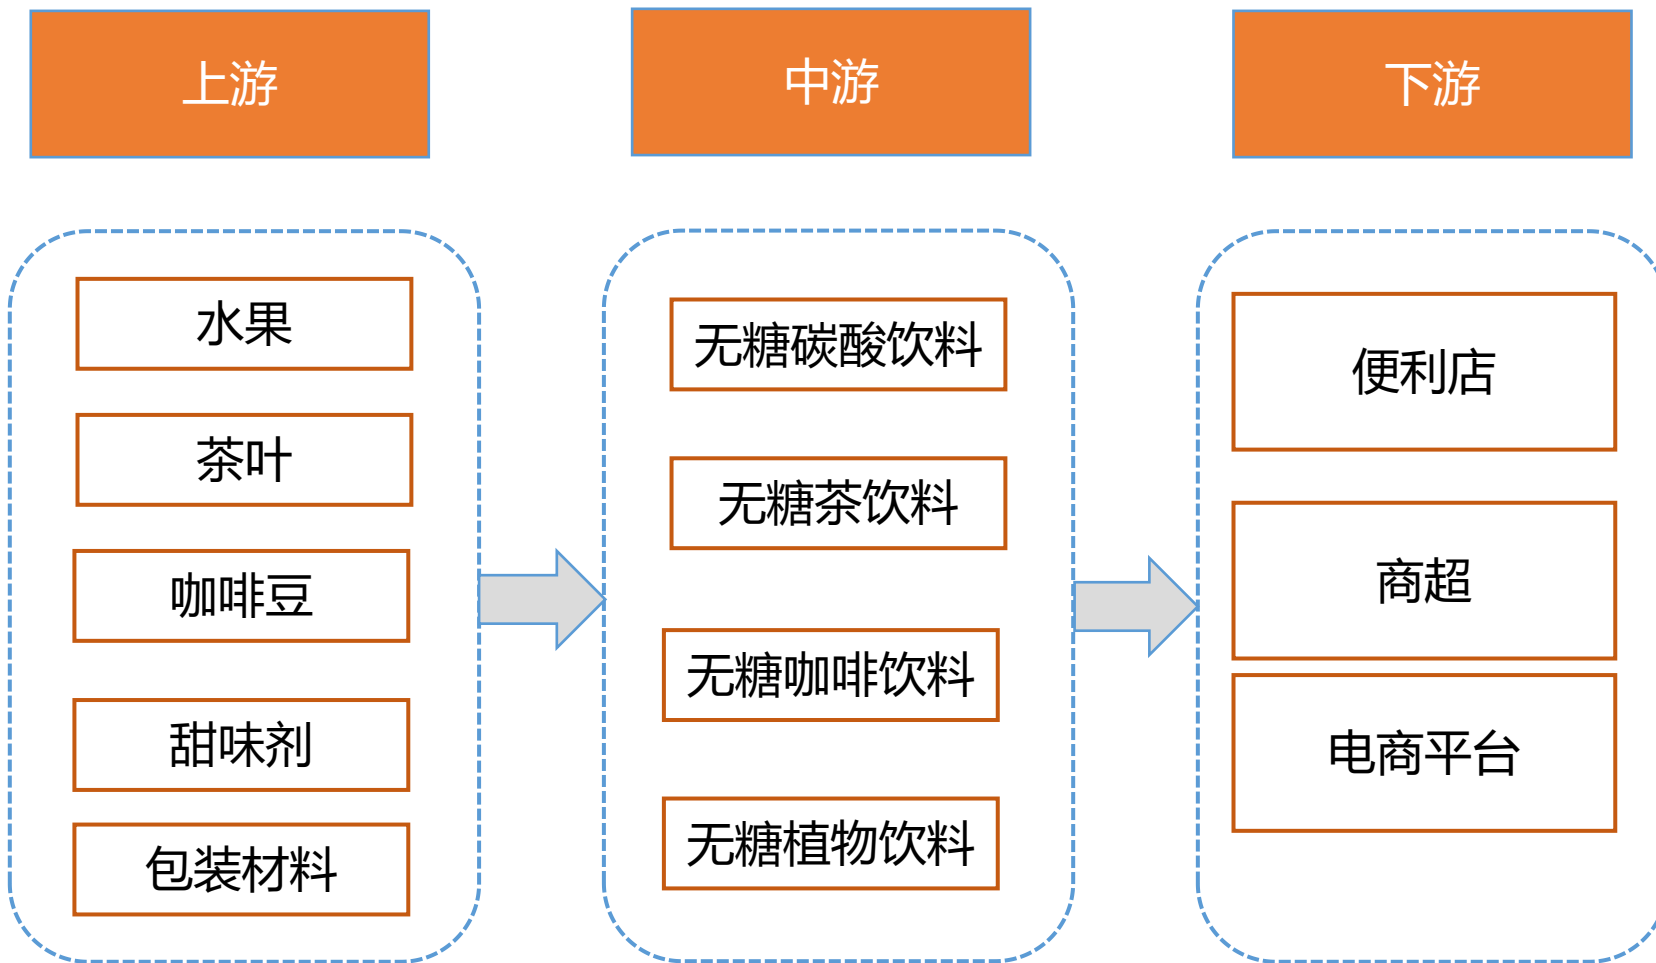 上游
中游
下游
水果
茶叶
咖啡豆
甜味剂
包装材料
无糖碳酸饮料
无糖茶饮料
无糖咖啡饮料
无糖植物饮料
便利店
商超
电商平台